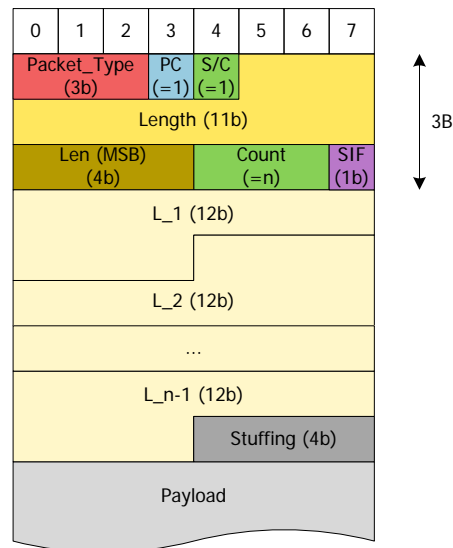 0 1 2 3 4 5 6 7
Packet_Type PC S/C
(3b) (=1) (=1)
Length (11b)
3B
Len (MSB) Count SIF
(4b) (=n) (1b)
L_1 (12b)
L_2 (12b)
...
L_n-1 (12b)
Stuffing (4b)
Payload